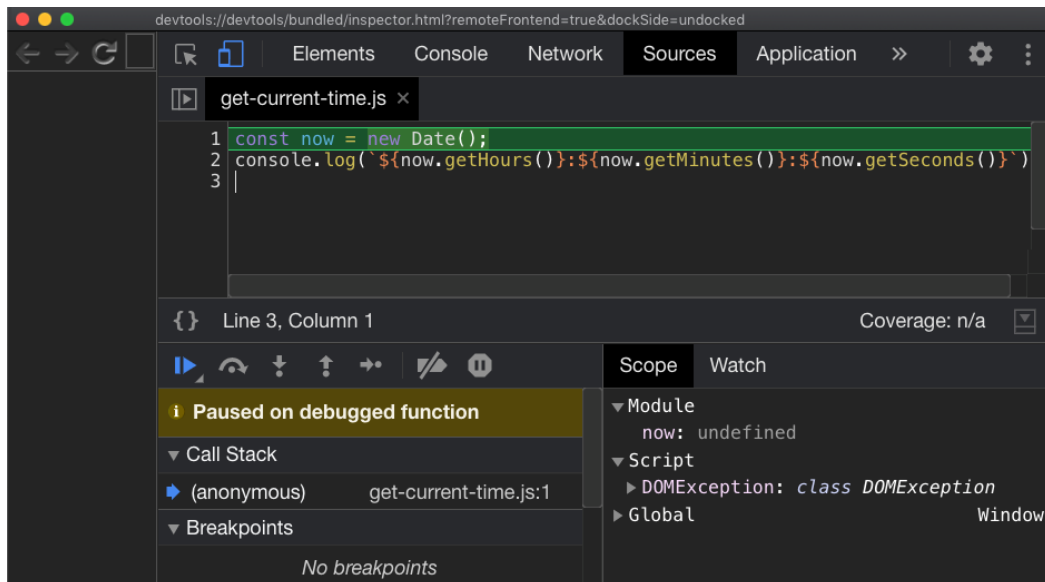 devtools://devtools/bundled/inspector.html?remoteFrontend=true&dockSide=undocked
Elements Console Network Sources Application »
get-current-time.js ×
1 const now = new Date();
2 console.log(`${now.getHours()}:${now.getMinutes()}:${now.getSeconds()}`)
3
{} Line 3, Column 1 Coverage: n/a
Scope Watch
Paused on debugged function
Call Stack
(anonymous) get-current-time.js:1
Breakpoints
No breakpoints
Module
now: undefined
Script
DOMException: class DOMException
Global Window